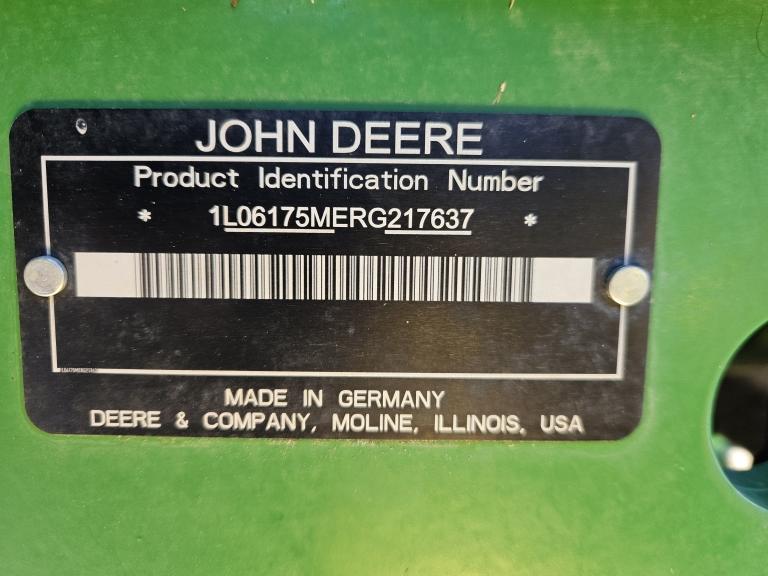 JOHN DEERE
Product Identification Number
* 1L06175MERG217637 *
MADE IN GERMANY
DEERE & COMPANY, MOLINE, ILLINOIS, USA